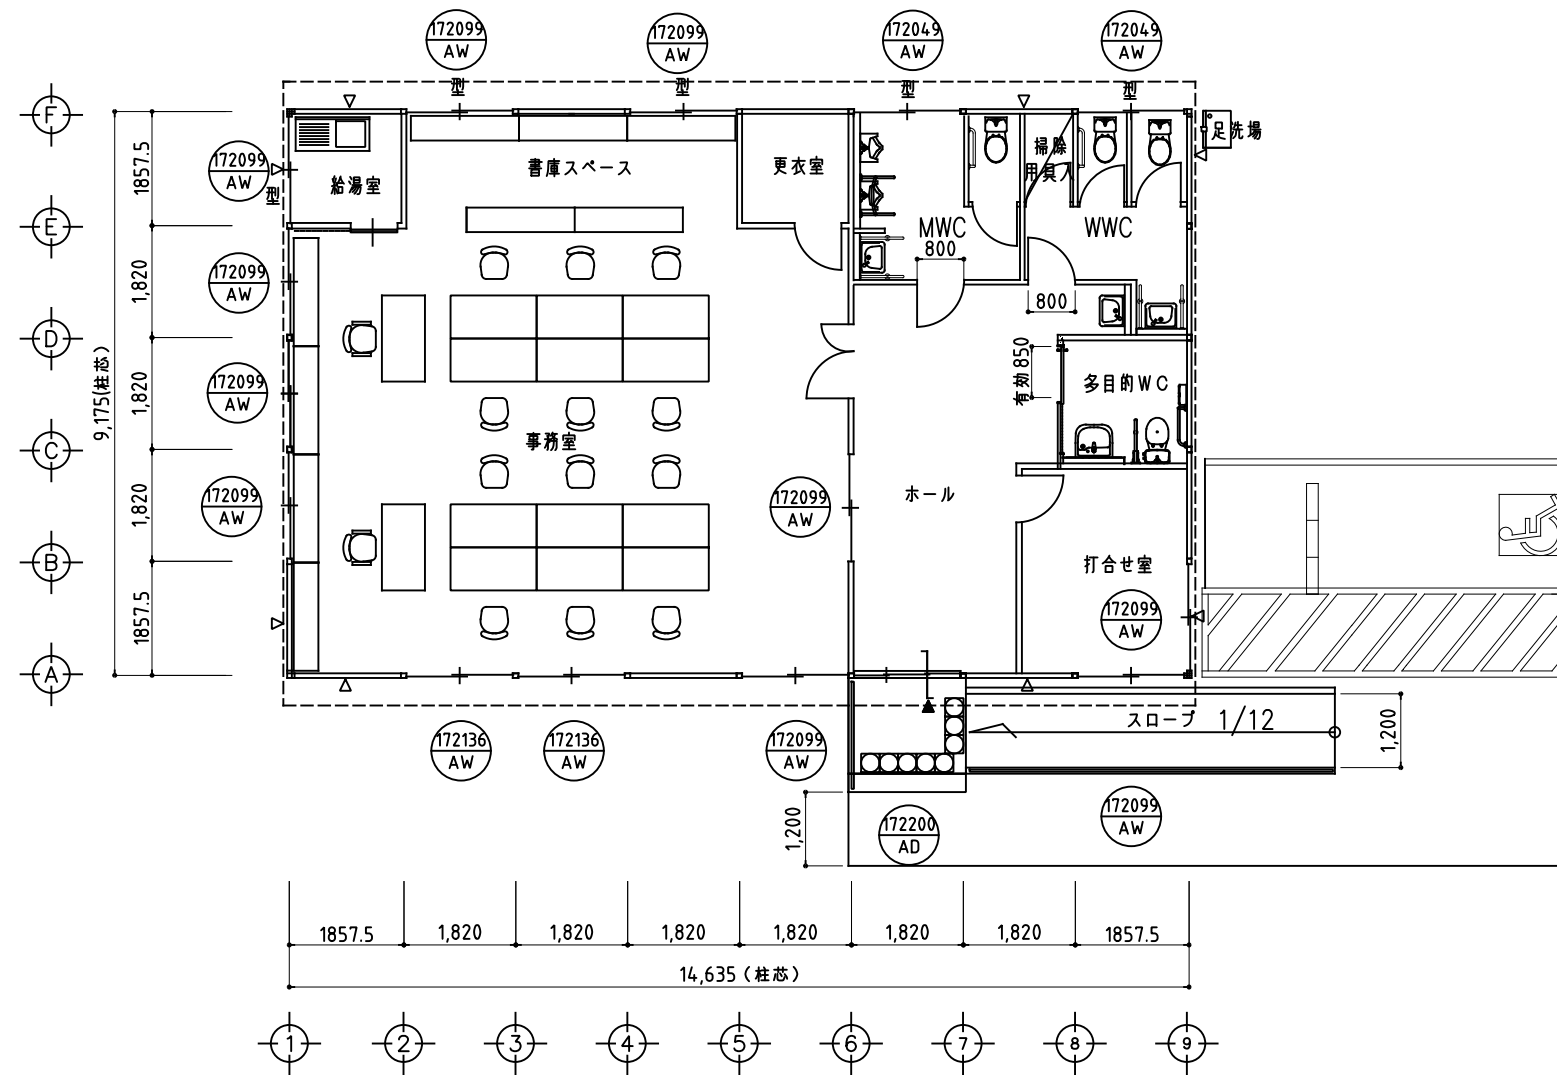 172099
AW
172099
AW
172049
AW
172049
AW
型
型
型
型
F
足洗場
1857.5
172099
AW
型
給湯室
書庫スペース
更衣室
掃除
用具入
E
MWC
800
WWC
1,820
172099
AW
800
D
9,175(柱芯)
1,820
172099
AW
有効850
多目的WC
C
事務室
1,820
172099
AW
172099
AW
ホール
B
打合せ室
1857.5
172099
AW
A
スロープ 1/12
1,200
172136
AW
172136
AW
172099
AW
1,200
172200
AD
172099
AW
1857.5
1,820
1,820
1,820
1,820
1,820
1,820
1857.5
14,635(柱芯)
1
2
3
4
5
6
7
8
9